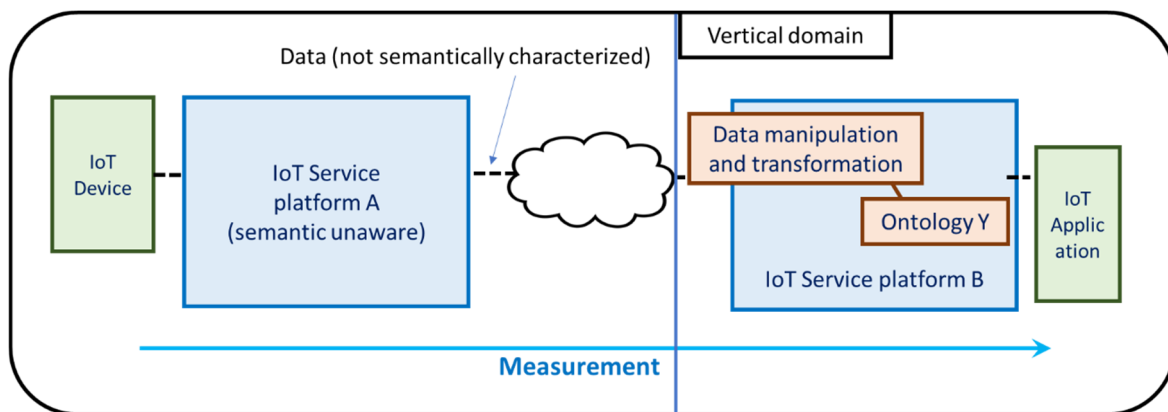 Vertical domain
Data (not semantically characterized)
IoT
Device
IoT Service
platform A
(semantic unaware)
Data manipulation
and transformation
Ontology Y
IoT Service platform B
IoT
Applic
ation
Measurement